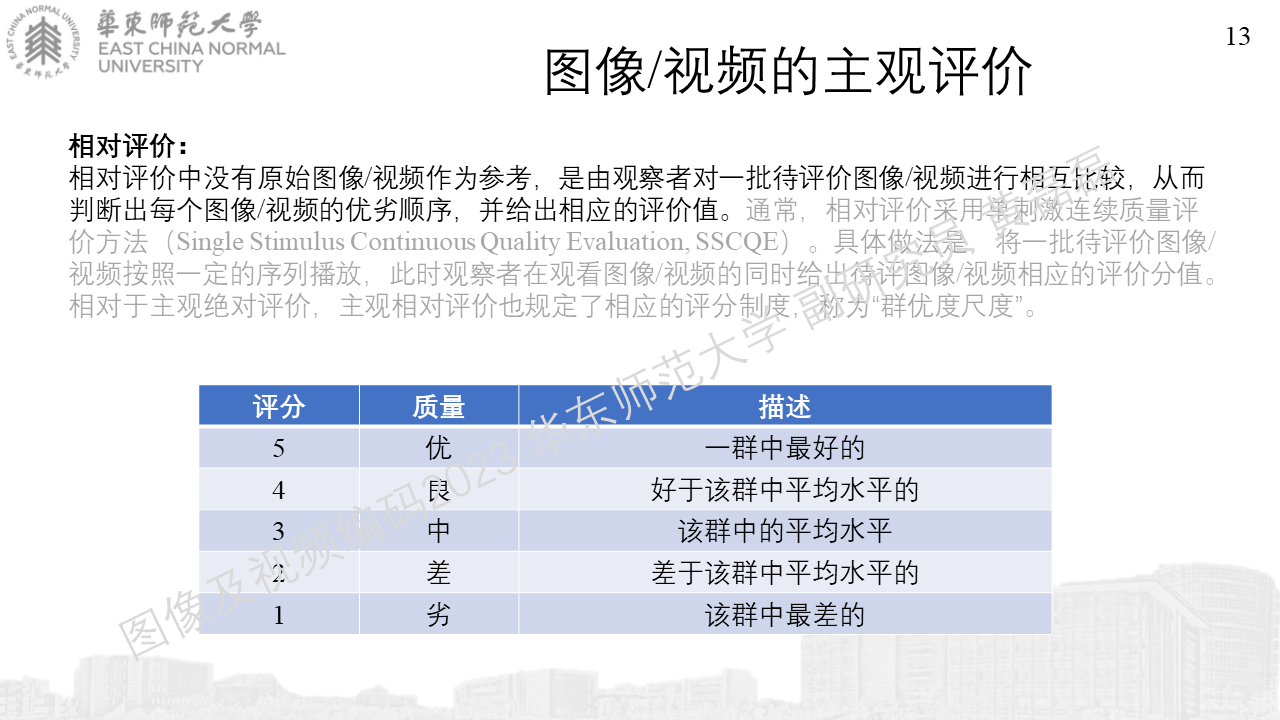 華東師範大學
EAST CHINA NORMAL
UNIVERSITY
13
图像/视频的主观评价
相对评价：
相对评价中没有原始图像/视频作为参考，是由观察者对一批待评价图像/视频进行相互比较，从而
判断出每个图像/视频的优劣顺序，并给出相应的评价值。通常，相对评价采用单刺激连续质量评
价方法（Single Stimulus Continuous Quality Evaluation, SSCQE）。具体做法是，将一批待评价图像/
视频按照一定的序列播放，此时观察者在观看图像/视频的同时给出待评图像/视频相应的评价分值。
相对于主观绝对评价，主观相对评价也规定了相应的评分制度，称为“群优度尺度”。
评分 质量 描述
5 优 一群中最好的
4 良 好于该群中平均水平的
3 中 该群中的平均水平
2 差 差于该群中平均水平的
1 劣 该群中最差的
图像及视频编码2023 华东师范大学 副研究员 黄磊磊
EAST CHINA NORMAL UNIVERSITY
華東師範大學